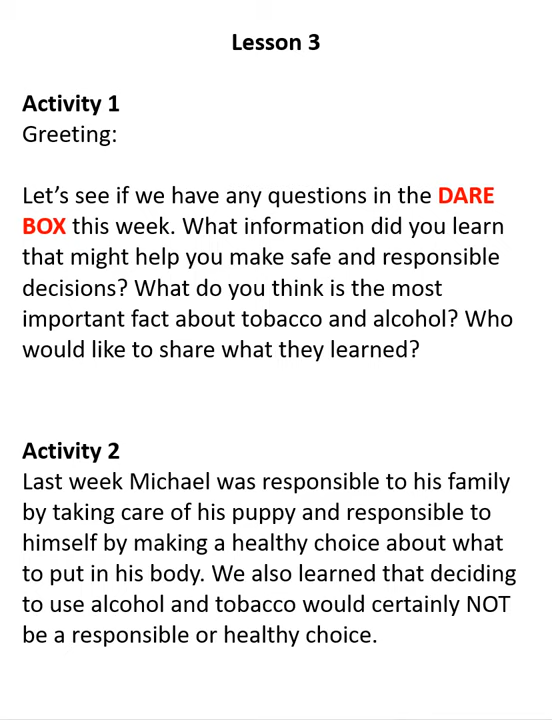 Lesson 3
Activity 1
Greeting:
Let’s see if we have any questions in the DARE
BOX this week. What information did you learn
that might help you make safe and responsible
decisions? What do you think is the most
important fact about tobacco and alcohol? Who
would like to share what they learned?
Activity 2
Last week Michael was responsible to his family
by taking care of his puppy and responsible to
himself by making a healthy choice about what
to put in his body. We also learned that deciding
to use alcohol and tobacco would certainly NOT
be a responsible or healthy choice.